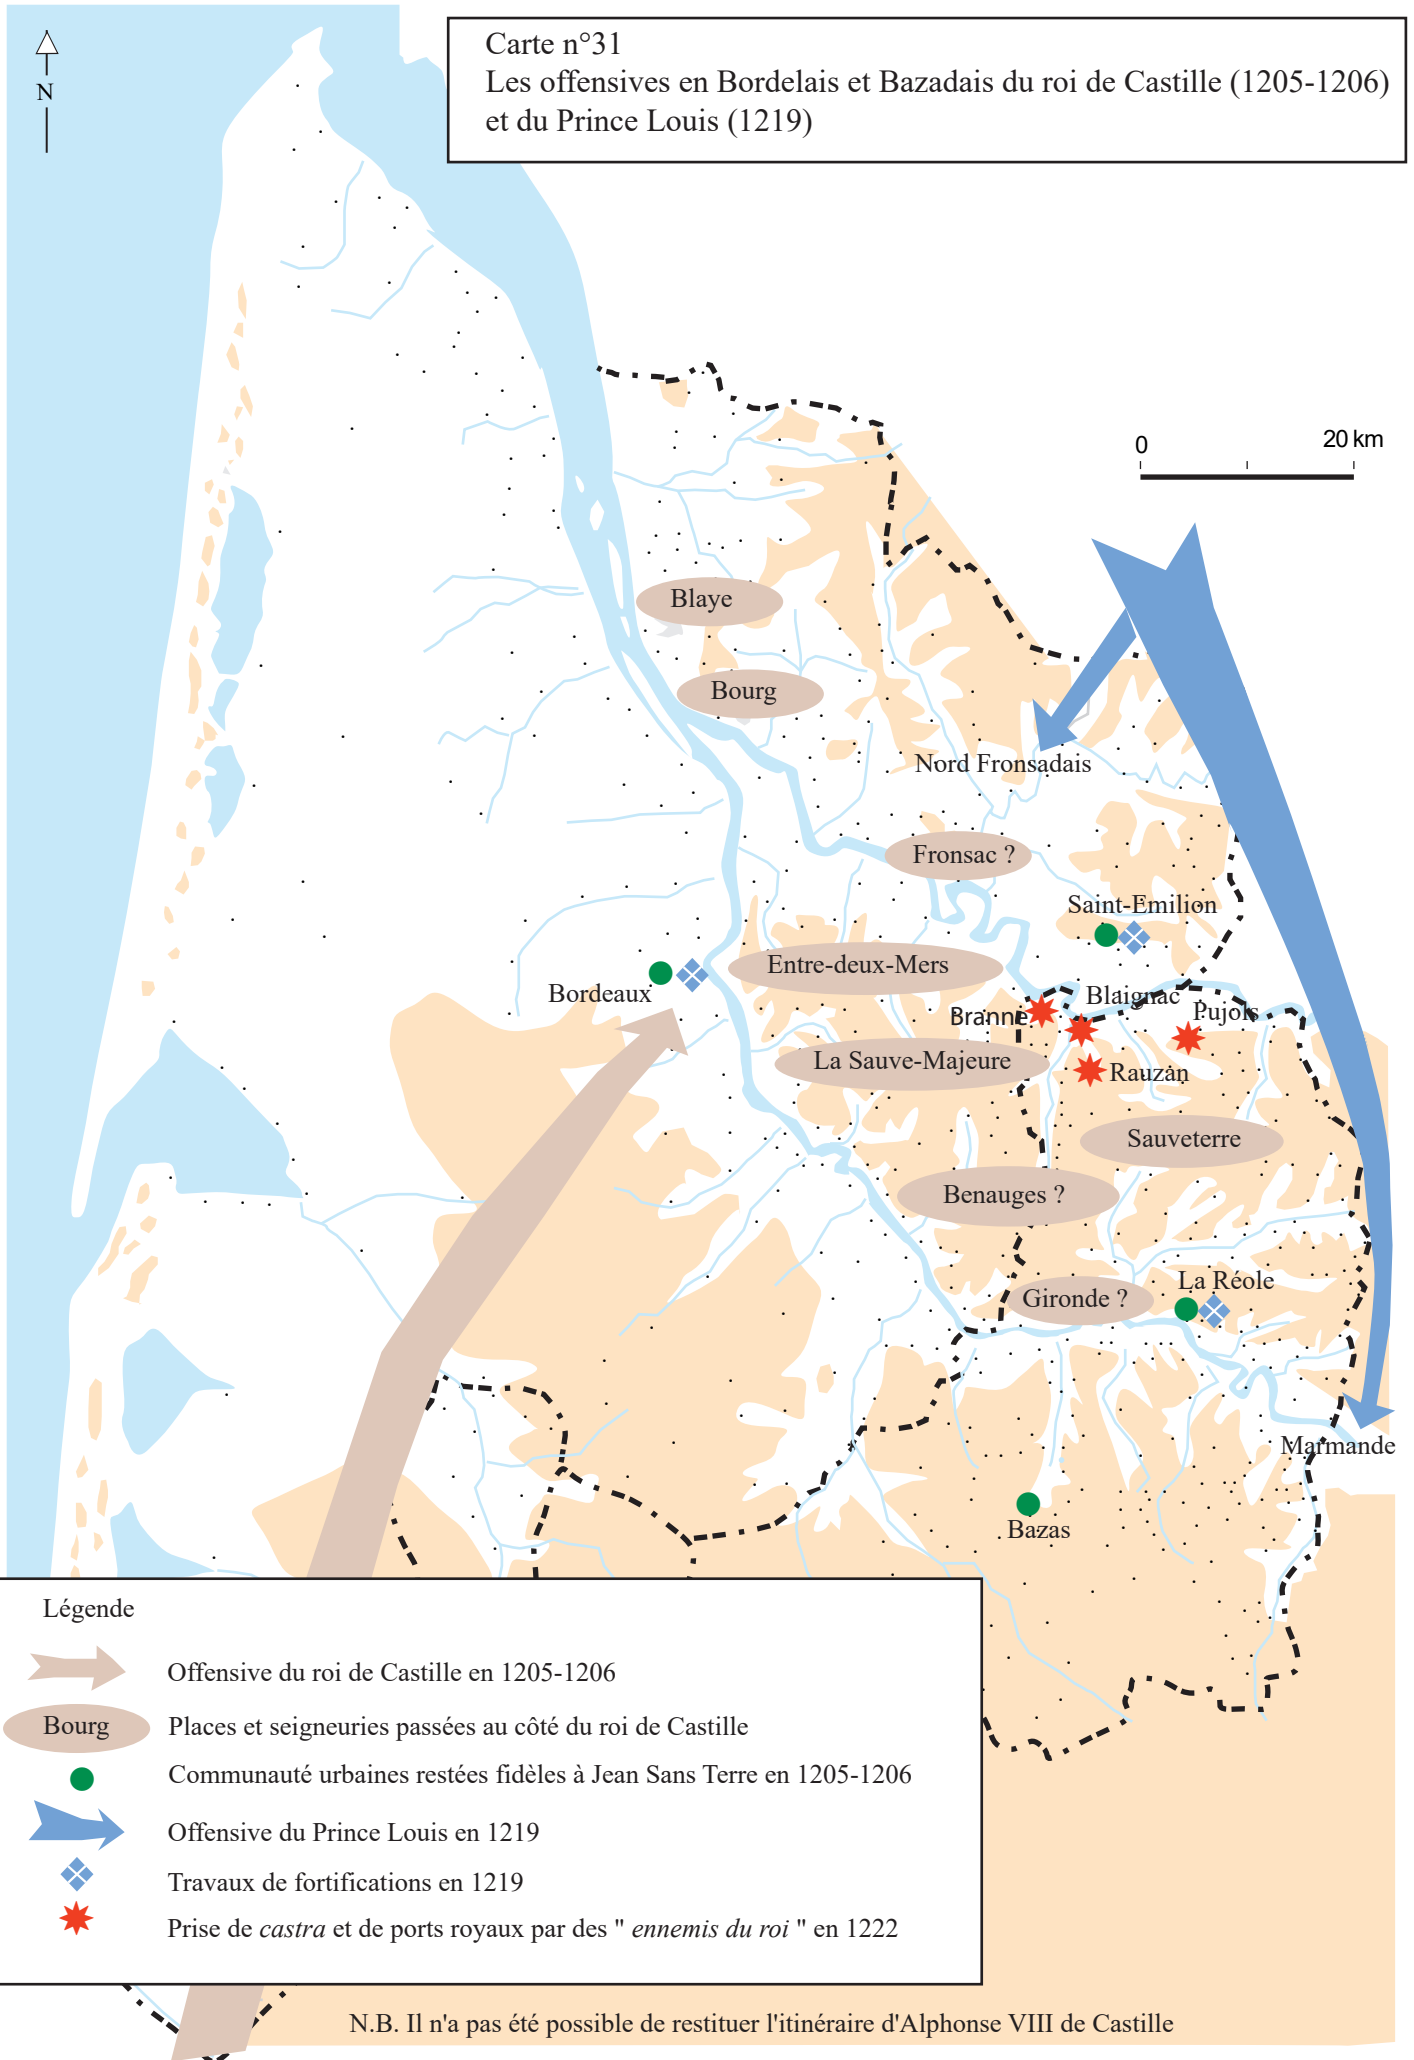 Carte n°31
Les offensives en Bordelais et Bazadais du roi de Castille (1205-1206)
et du Prince Louis (1219)
N
0 20 km
Blaye
Bourg
Nord Fronsadais
Fronsac ?
Saint-Emilion
Entre-deux-Mers
Bordeaux
Blaignac
Branne
Pujols
La Sauve-Majeure
Rauzan
Sauveterre
Benauges ?
La Réole
Gironde ?
Marmande
Bazas
Légende
Offensive du roi de Castille en 1205-1206
Bourg
Places et seigneuries passées au côté du roi de Castille
Communauté urbaines restées fidèles à Jean Sans Terre en 1205-1206
Offensive du Prince Louis en 1219
Travaux de fortifications en 1219
Prise de castra et de ports royaux par des " ennemis du roi " en 1222
N.B. Il n'a pas été possible de restituer l'itinéraire d'Alphonse VIII de Castille